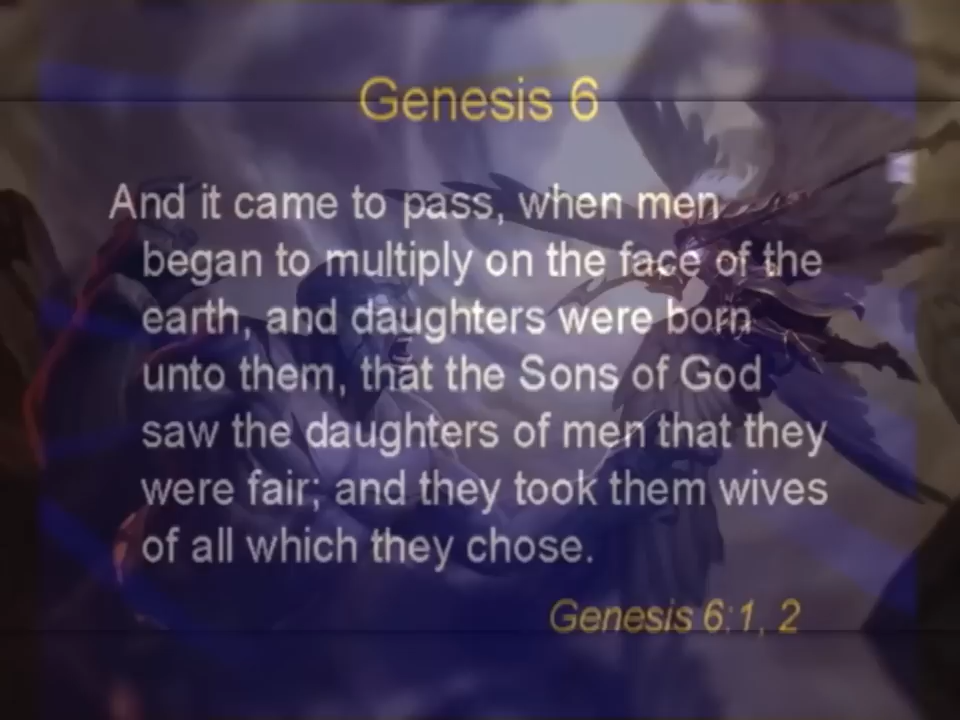 Genesis 6
And it came to pass, when men
began to multiply on the face of the
earth, and daughters were born
unto them, that the Sons of God
saw the daughters of men that they
were fair; and they took them wives
of all which they chose.
Genesis 6:1, 2